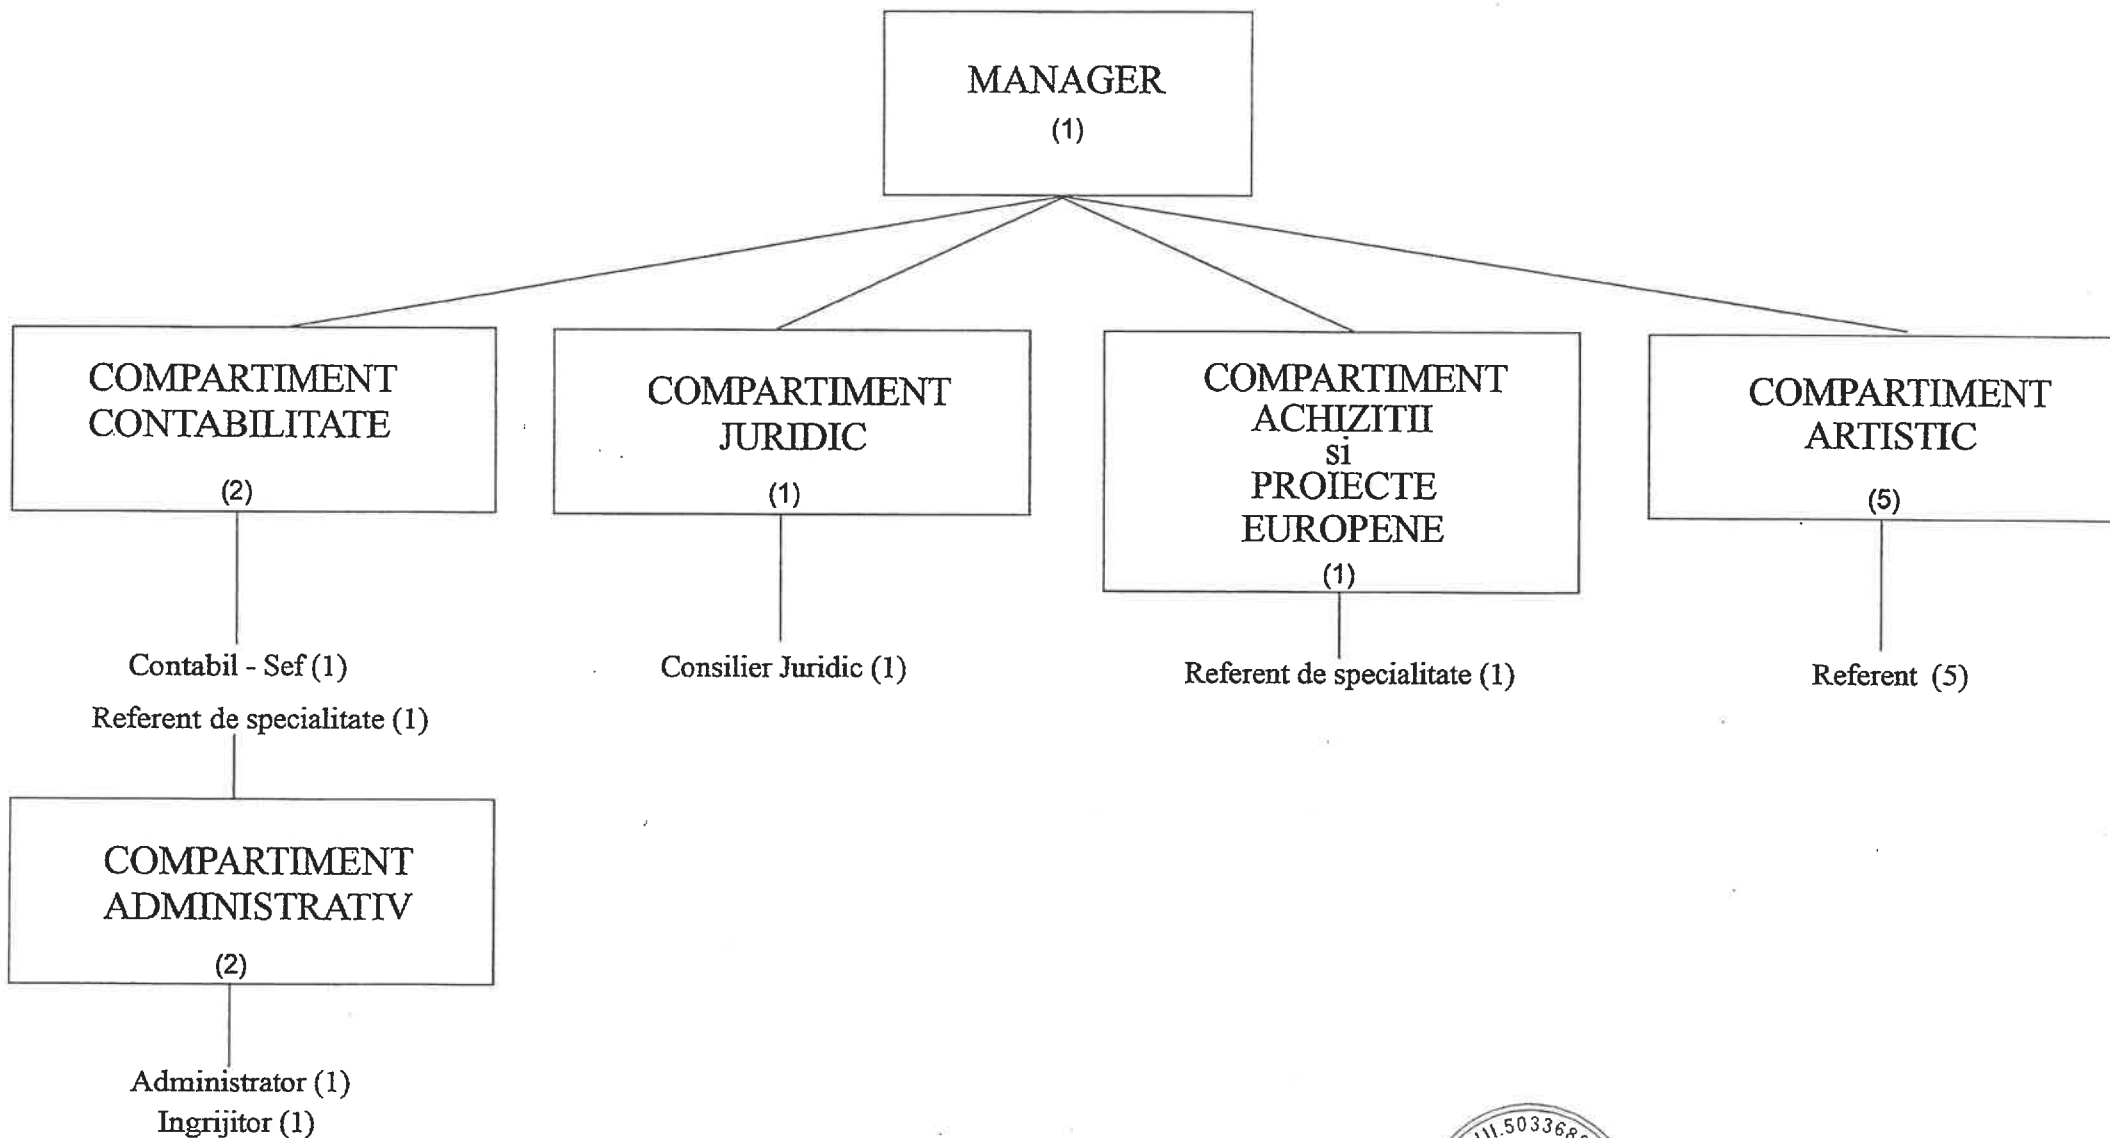 MANAGER
(1)
COMPARTIMENT
CONTABILITATE
(2)
COMPARTIMENT
JURIDIC
(1)
COMPARTIMENT
ACHIZITII
si
PROIECTE
EUROPENE
(1)
COMPARTIMENT
ARTISTIC
(5)
Contabil - Sef (1)
Referent de specialitate (1)
Consilier Juridic (1)
Referent de specialitate (1)
Referent (5)
COMPARTIMENT
ADMINISTRATIV
(2)
Administrator (1)
Ingrijitor (1)